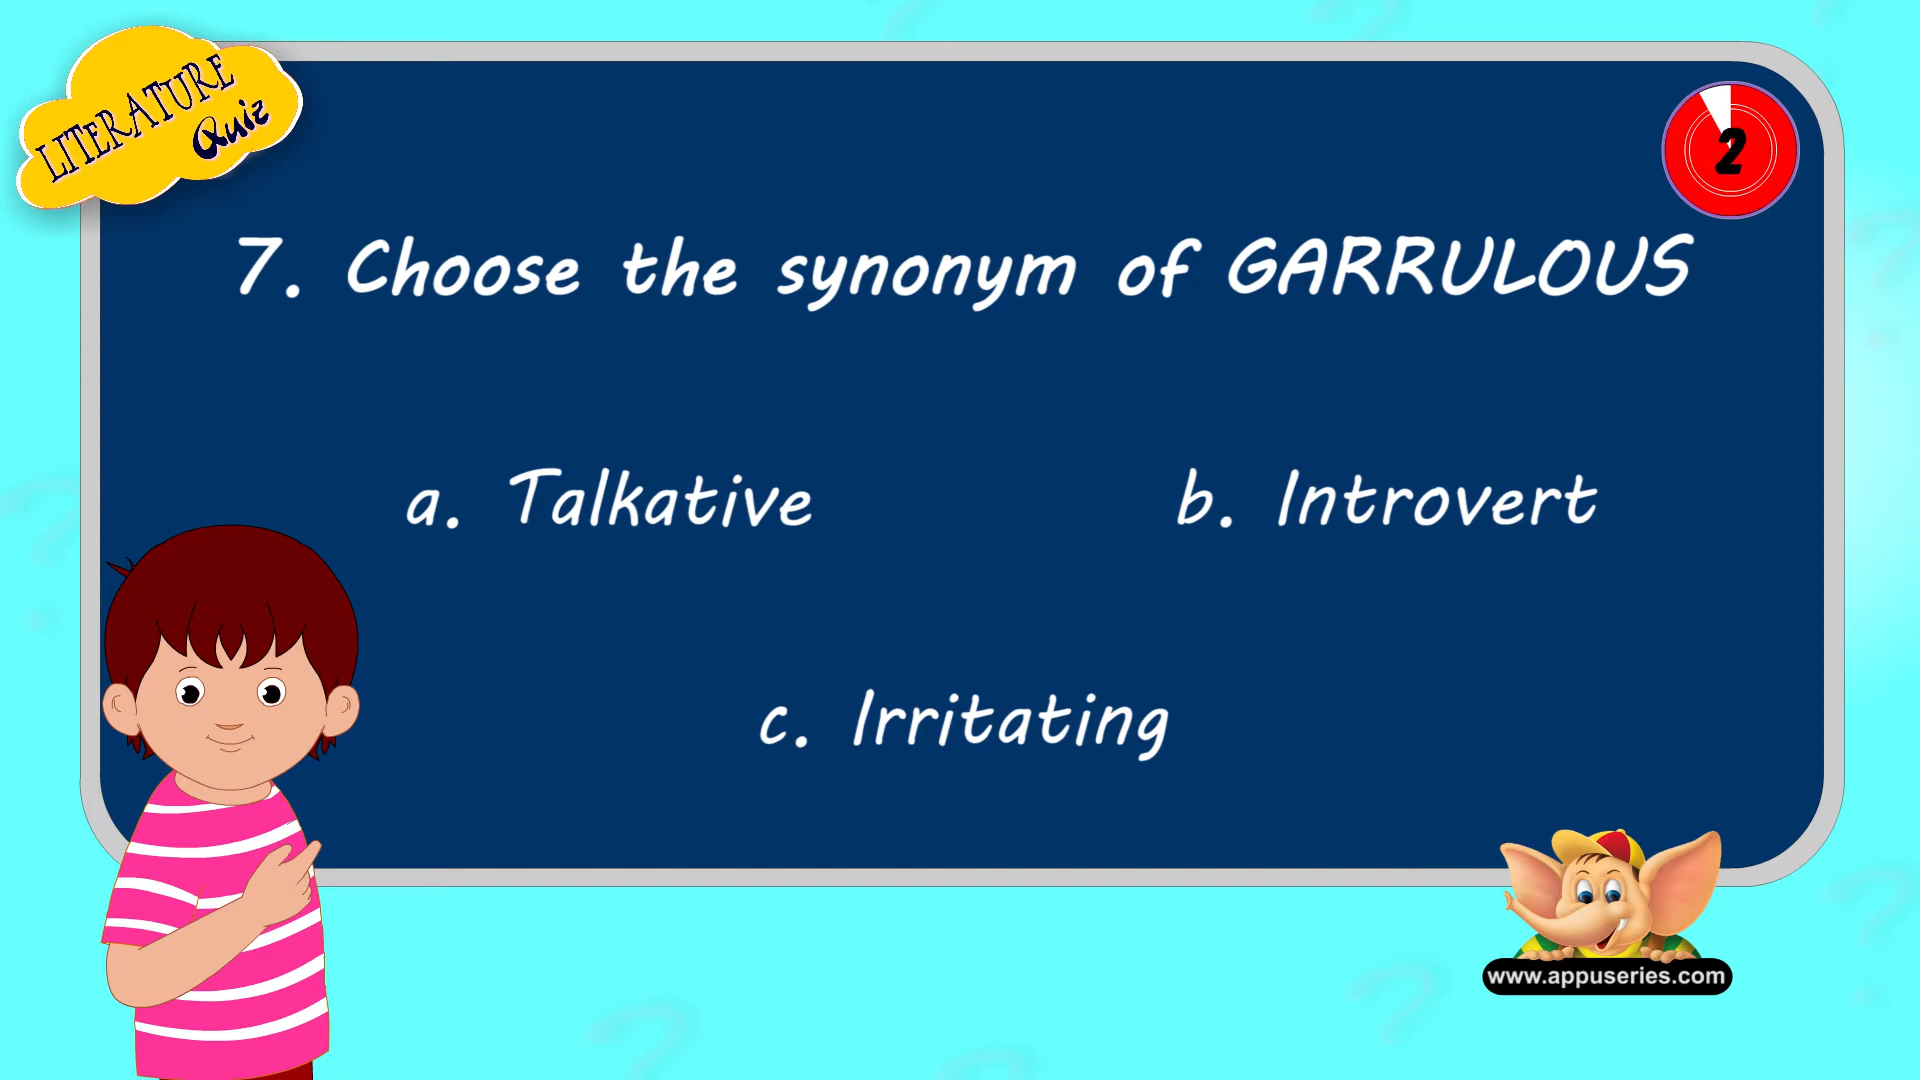 LITERATURE
Quiz
2
7. Choose the synonym of GARRULOUS
a. Talkative
b. Introvert
c. Irritating
www.appuseries.com